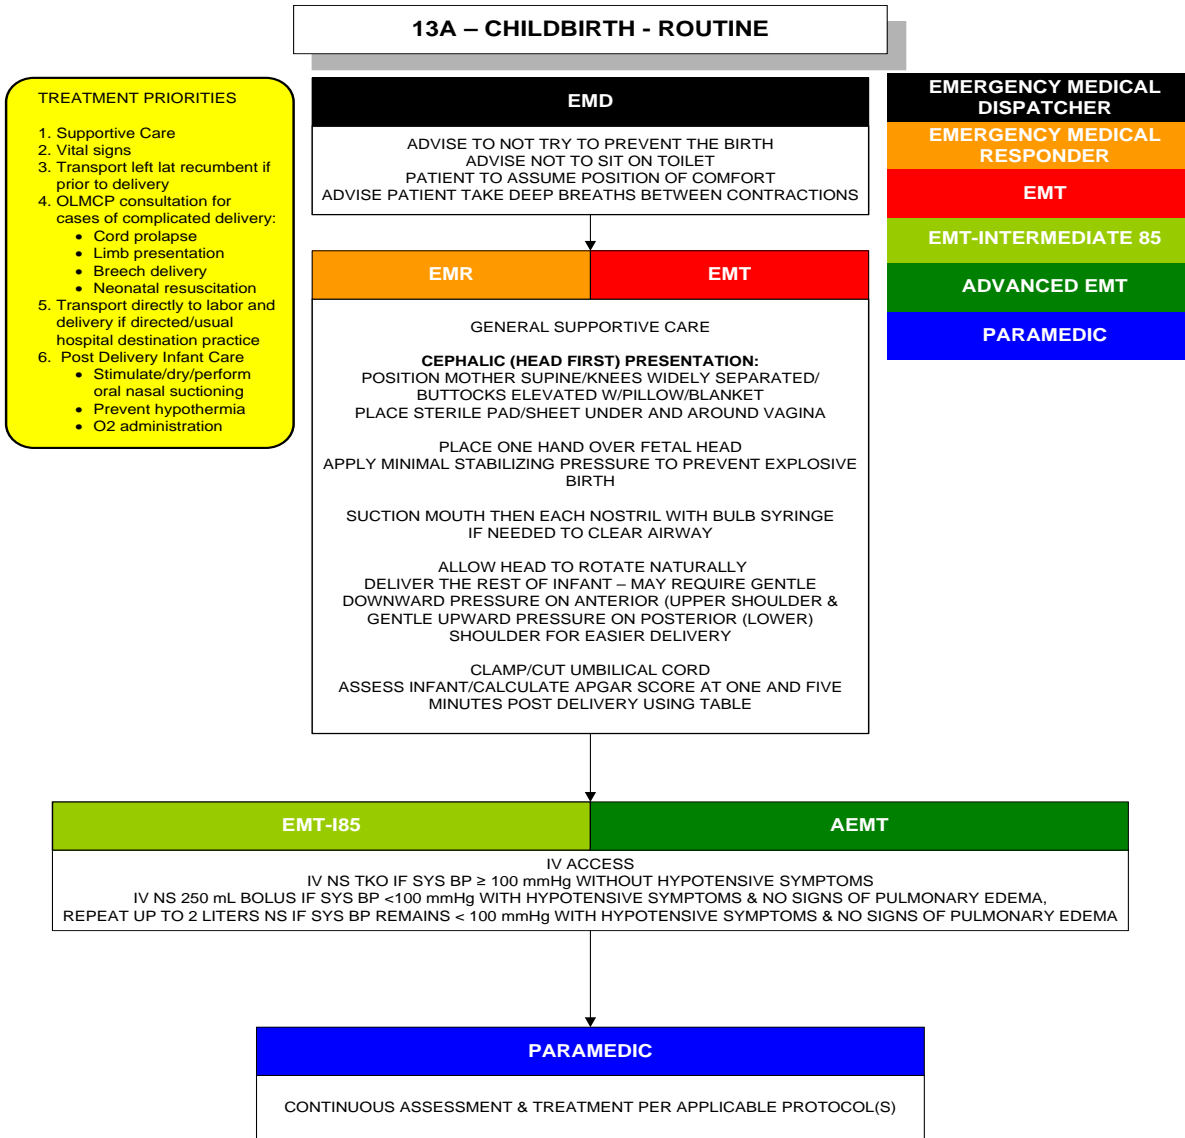 13A – CHILDBIRTH - ROUTINE
TREATMENT PRIORITIES
1. Supportive Care
2. Vital signs
3. Transport left lat recumbent if
prior to delivery
4. OLMCP consultation for
cases of complicated delivery:
• Cord prolapse
• Limb presentation
• Breech delivery
• Neonatal resuscitation
5. Transport directly to labor and
delivery if directed/usual
hospital destination practice
6. Post Delivery Infant Care
• Stimulate/dry/perform
oral nasal suctioning
• Prevent hypothermia
• O2 administration
EMD
ADVISE TO NOT TRY TO PREVENT THE BIRTH
ADVISE NOT TO SIT ON TOILET
PATIENT TO ASSUME POSITION OF COMFORT
ADVISE PATIENT TAKE DEEP BREATHS BETWEEN CONTRACTIONS
EMERGENCY MEDICAL
DISPATCHER
EMERGENCY MEDICAL
RESPONDER
EMT
EMT-INTERMEDIATE 85
ADVANCED EMT
PARAMEDIC
EMR
EMT
GENERAL SUPPORTIVE CARE
CEPHALIC (HEAD FIRST) PRESENTATION:
POSITION MOTHER SUPINE/KNEES WIDELY SEPARATED/
BUTTOCKS ELEVATED W/PILLOW/BLANKET
PLACE STERILE PAD/SHEET UNDER AND AROUND VAGINA
PLACE ONE HAND OVER FETAL HEAD
APPLY MINIMAL STABILIZING PRESSURE TO PREVENT EXPLOSIVE
BIRTH
SUCTION MOUTH THEN EACH NOSTRIL WITH BULB SYRINGE
IF NEEDED TO CLEAR AIRWAY
ALLOW HEAD TO ROTATE NATURALLY
DELIVER THE REST OF INFANT – MAY REQUIRE GENTLE
DOWNWARD PRESSURE ON ANTERIOR (UPPER SHOULDER &
GENTLE UPWARD PRESSURE ON POSTERIOR (LOWER)
SHOULDER FOR EASIER DELIVERY
CLAMP/CUT UMBILICAL CORD
ASSESS INFANT/CALCULATE APGAR SCORE AT ONE AND FIVE
MINUTES POST DELIVERY USING TABLE
EMT-I85
AEMT
IV ACCESS
IV NS TKO IF SYS BP ≥ 100 mmHg WITHOUT HYPOTENSIVE SYMPTOMS
IV NS 250 mL BOLUS IF SYS BP <100 mmHg WITH HYPOTENSIVE SYMPTOMS & NO SIGNS OF PULMONARY EDEMA,
REPEAT UP TO 2 LITERS NS IF SYS BP REMAINS < 100 mmHg WITH HYPOTENSIVE SYMPTOMS & NO SIGNS OF PULMONARY EDEMA
PARAMEDIC
CONTINUOUS ASSESSMENT & TREATMENT PER APPLICABLE PROTOCOL(S)